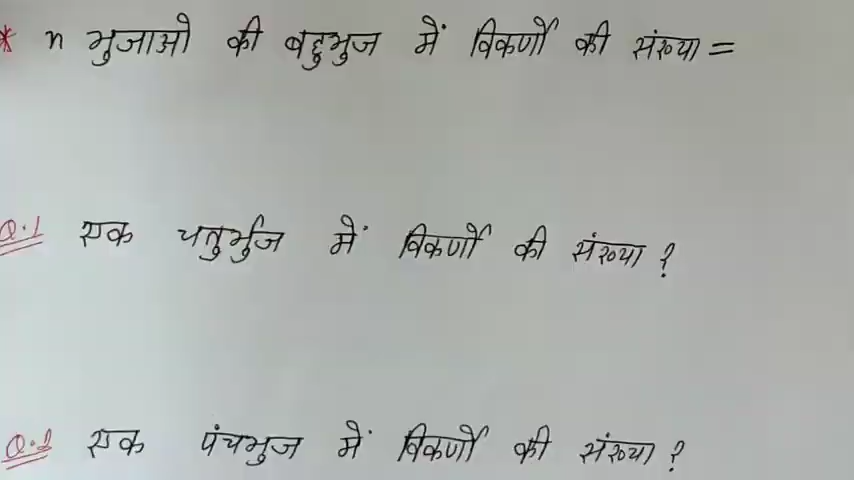 * n भुजाओ की बहुभुज में विकर्णों की संख्या =
Q.1 एक चतुर्भुज में विकर्णों की संख्या ?
Q.2 एक पंचभुज में विकर्णों की संख्या ?